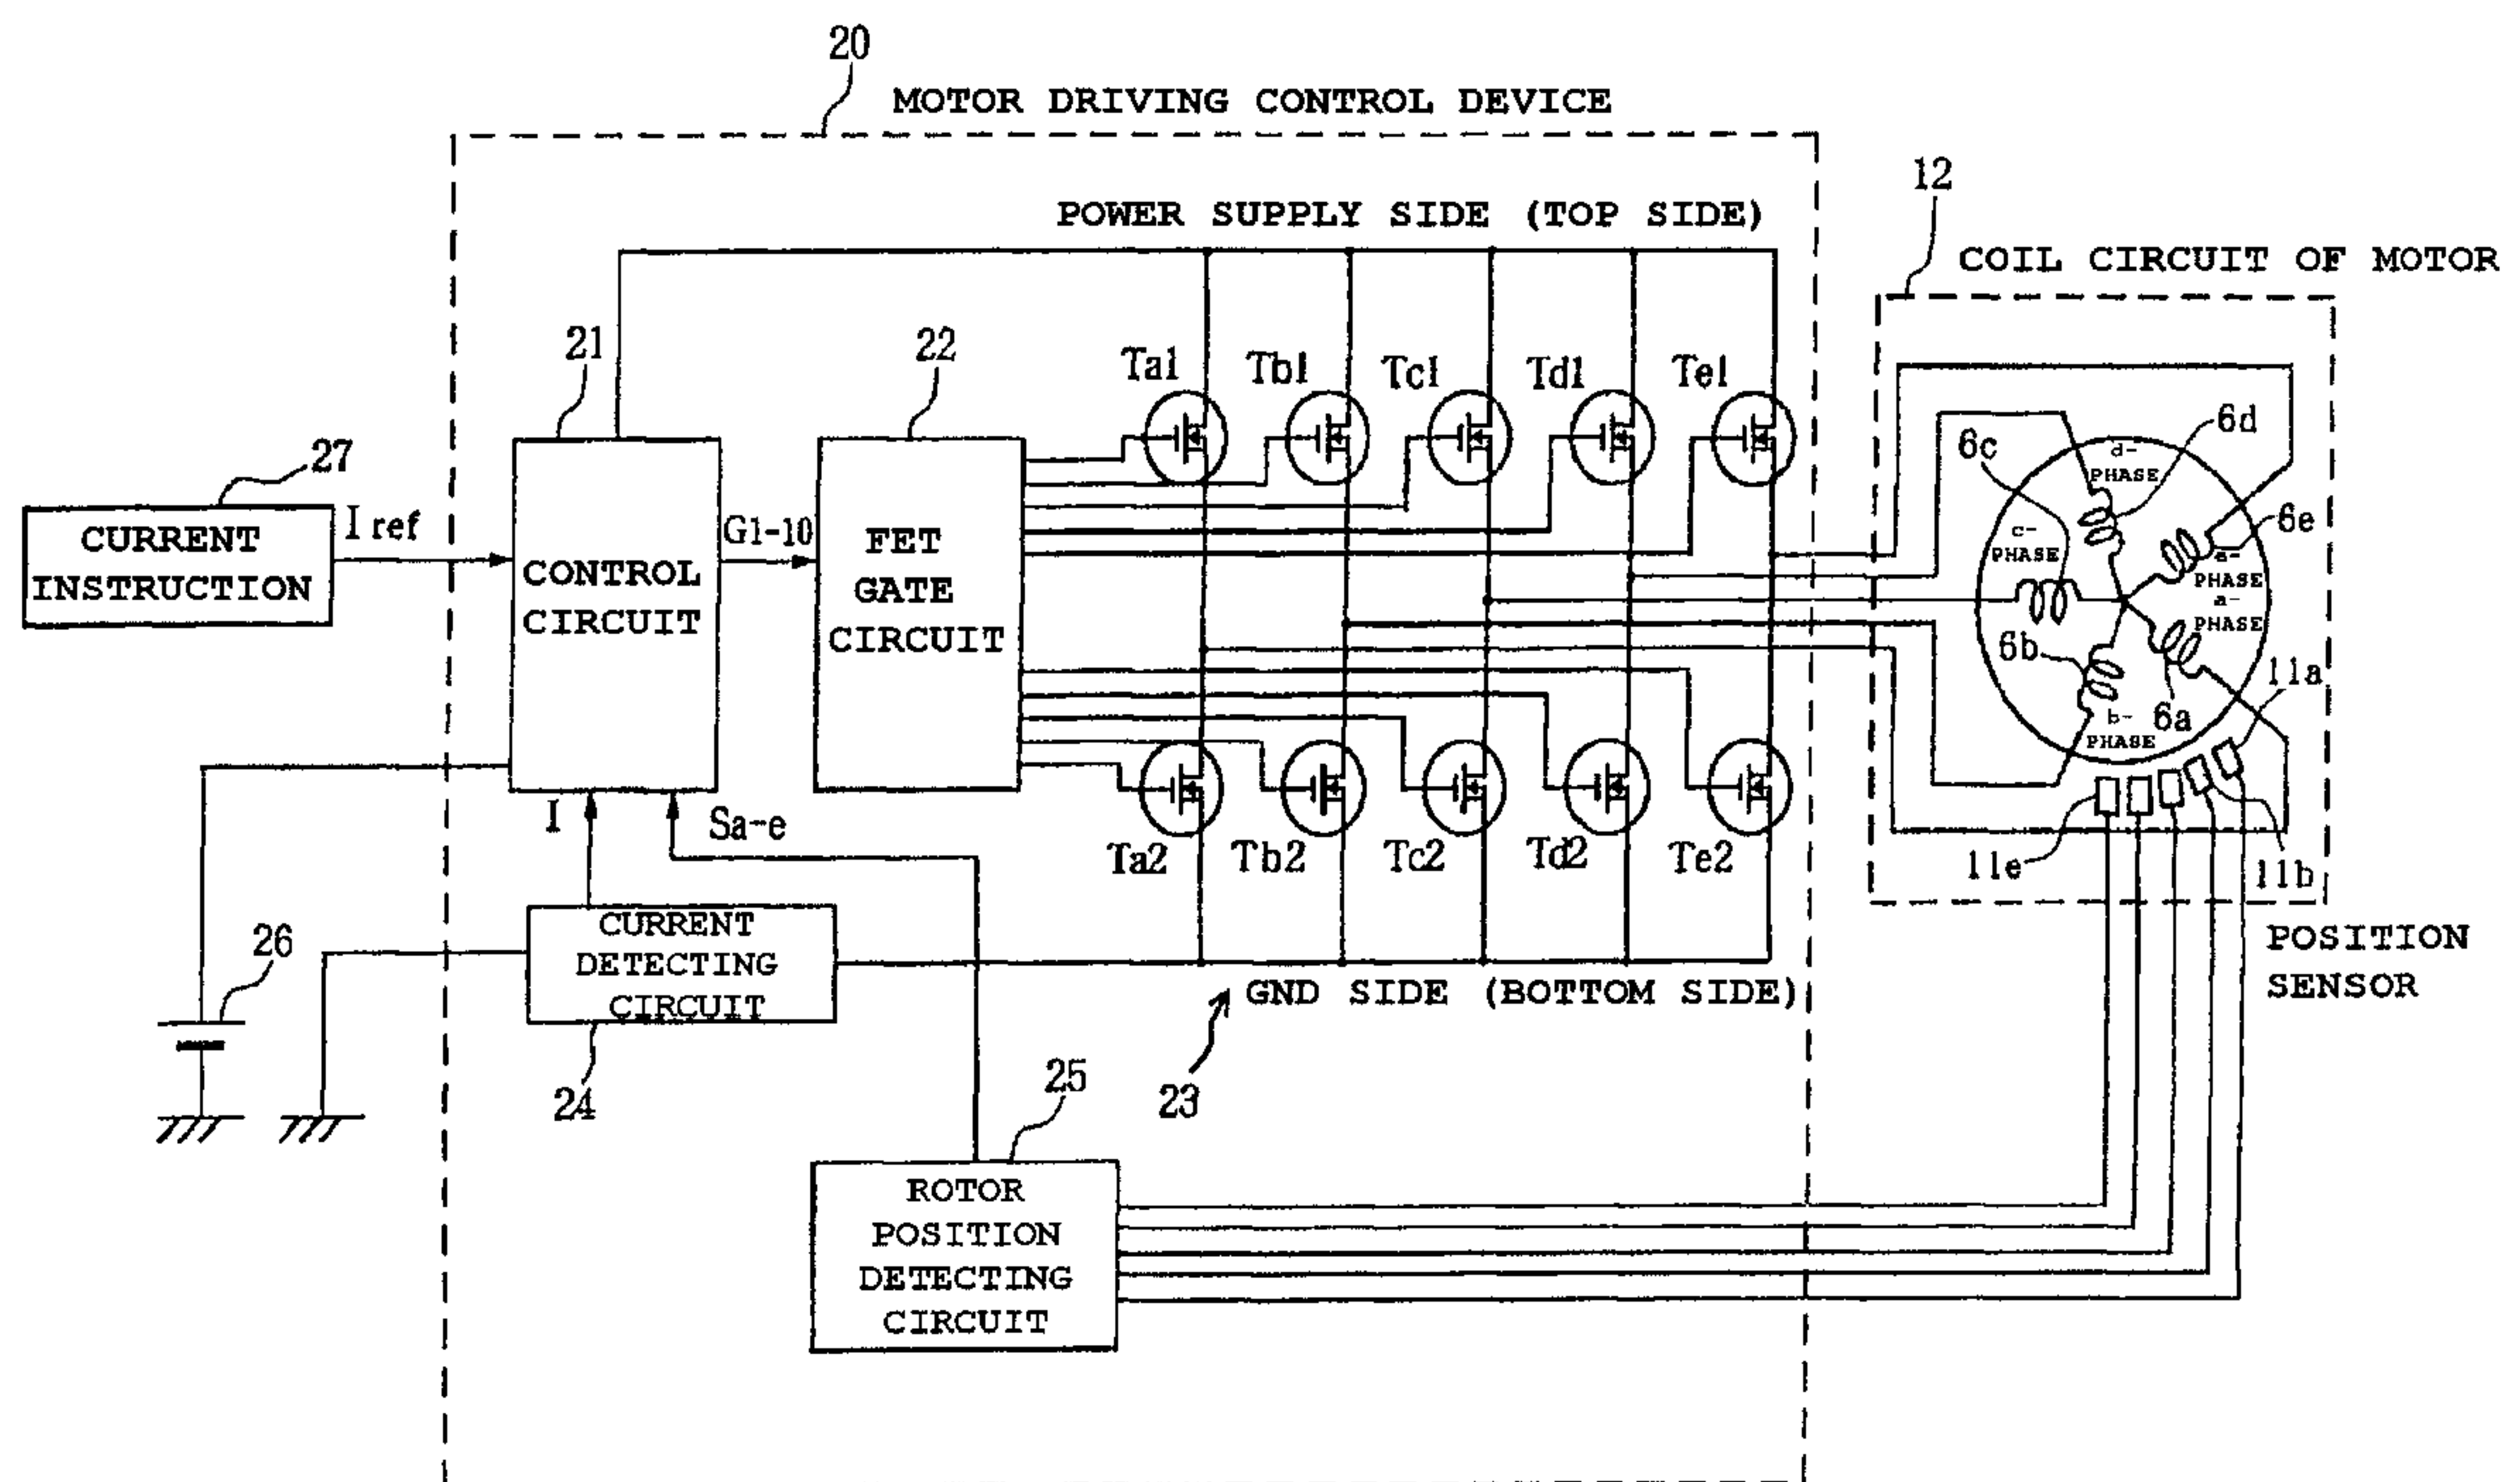 20
MOTOR DRIVING CONTROL DEVICE
12
POWER SUPPLY SIDE (TOP SIDE)
COIL CIRCUIT OF MOTOR
21
22
Ta1
Tb1
Tc1
Td1
Te1
27
I ref
CURRENT
INSTRUCTION
CONTROL
CIRCUIT
G1-10
FET
GATE
CIRCUIT
6c
6d
d-
PHASE
6e
c-
PHASE
e-
PHASE
a-
PHASE
6b
6a
b-
PHASE
11a
I
Sa-e
Ta2
Tb2
Tc2
Td2
Te2
11e
11b
26
CURRENT
DETECTING
CIRCUIT
24
GND SIDE (BOTTOM SIDE)
23
POSITION
SENSOR
25
ROTOR
POSITION
DETECTING
CIRCUIT